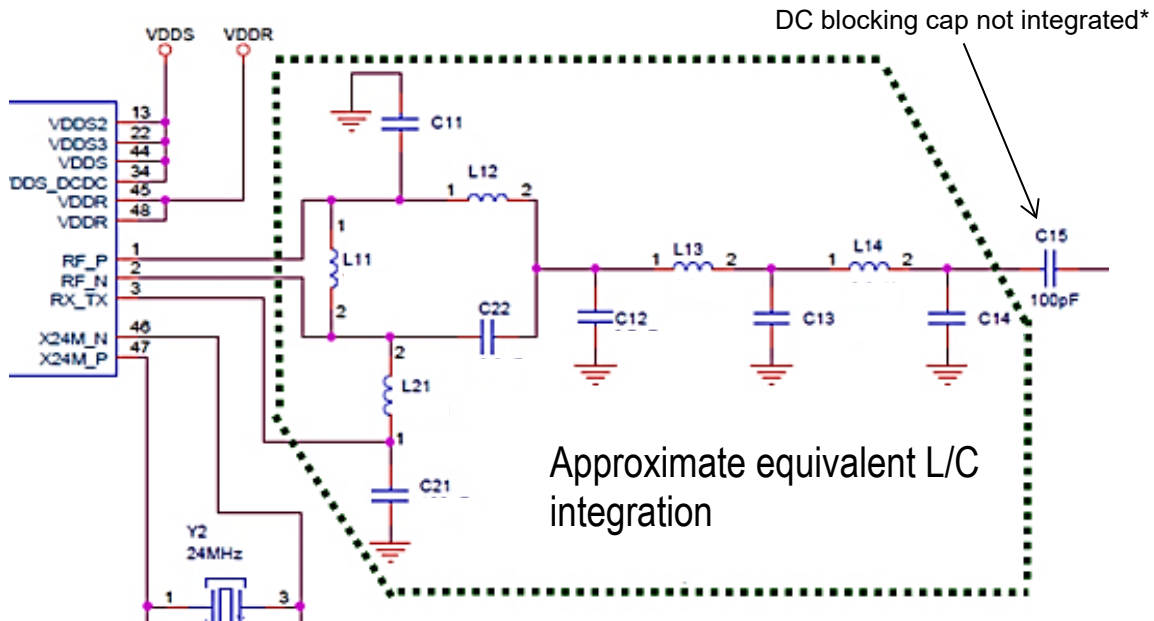 DC blocking cap not integrated*
VDDS
VDDR
13
VDDS2
22
VDDS3
44
VDDS
34
VDDS_DCDC
45
VDDR
48
VDDR
1
RF_P
2
RF_N
3
RX_TX
46
X24M_N
47
X24M_P
C11
L12
1
2
1
L11
2
C22
2
L21
1
C21
C12
L13
1
2
C13
L14
1
2
C14
C15
100pF
Approximate equivalent L/C
integration
Y2
24MHz
1
3